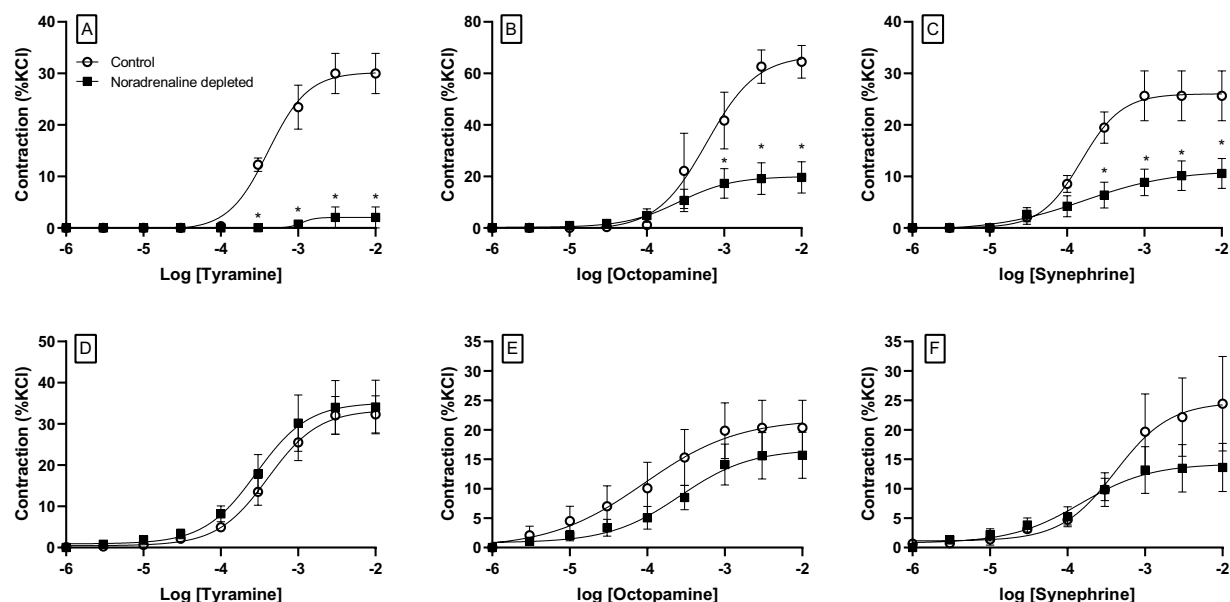 A
Contraction (%KCl)
40
30
20
10
0
Control
Noradrenaline depleted
* * * *
-6 -5 -4 -3 -2
Log [Tyramine]
B
Contraction (%KCl)
80
60
40
20
0
* * *
-6 -5 -4 -3 -2
log [Octopamine]
C
Contraction (%KCl)
40
30
20
10
0
* * * *
-6 -5 -4 -3 -2
log [Synephrine]
D
Contraction (%KCl)
50
40
30
20
10
0
-6 -5 -4 -3 -2
Log [Tyramine]
E
Contraction (%KCl)
35
30
25
20
15
10
5
0
-6 -5 -4 -3 -2
log [Octopamine]
F
Contraction (%KCl)
35
30
25
20
15
10
5
0
-6 -5 -4 -3 -2
log [Synephrine]